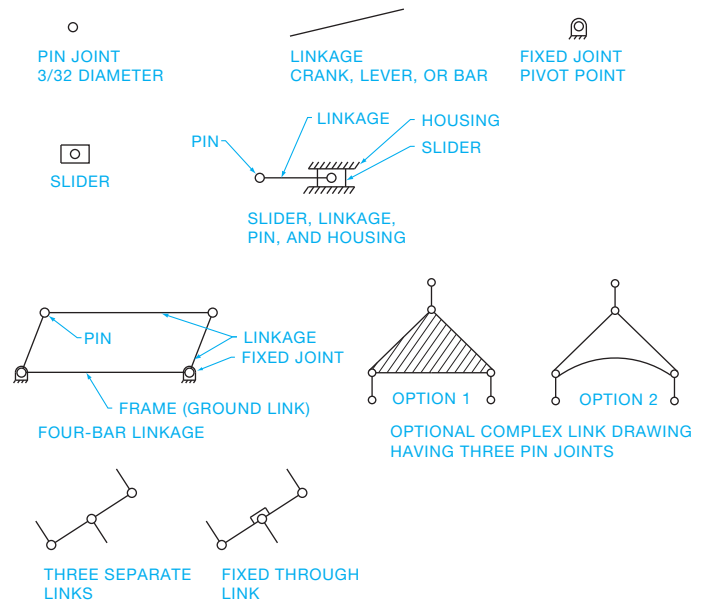 PIN JOINT
3/32 DIAMETER
LINKAGE
CRANK, LEVER, OR BAR
FIXED JOINT
PIVOT POINT
SLIDER
PIN
LINKAGE
HOUSING
SLIDER
SLIDER, LINKAGE,
PIN, AND HOUSING
PIN
LINKAGE
FIXED JOINT
FRAME (GROUND LINK)
FOUR-BAR LINKAGE
OPTION 1
OPTION 2
OPTIONAL COMPLEX LINK DRAWING
HAVING THREE PIN JOINTS
THREE SEPARATE
LINKS
FIXED THROUGH
LINK